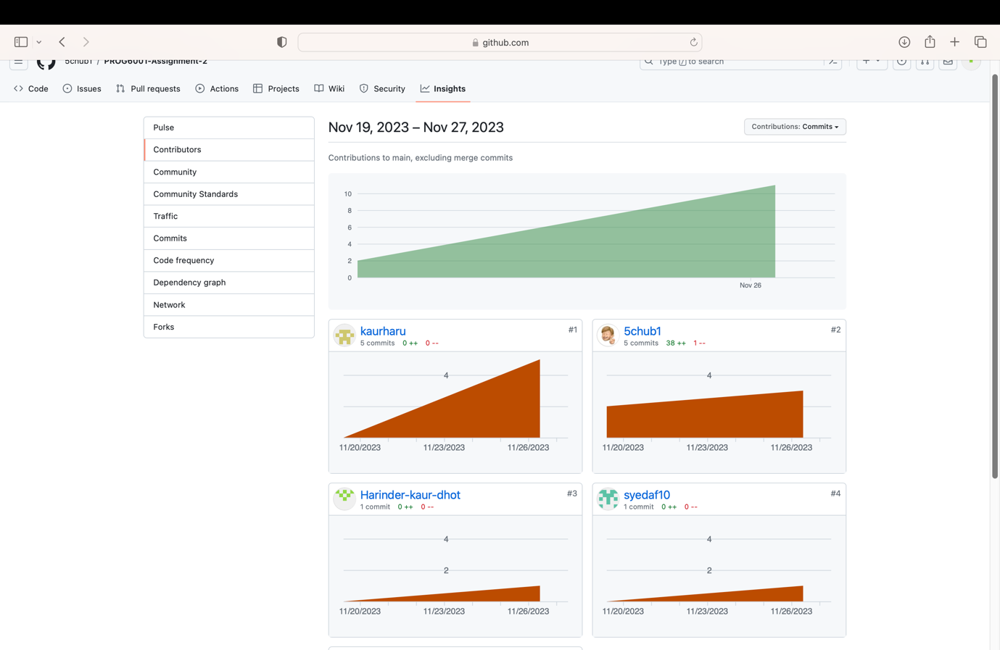 github.com
5chub1 / PROG6001-Assignment-2
Type / to search
Code Issues Pull requests Actions Projects Wiki Security Insights
Pulse
Contributors
Community
Community Standards
Traffic
Commits
Code frequency
Dependency graph
Network
Forks
Nov 19, 2023 – Nov 27, 2023
Contributions: Commits
Contributions to main, excluding merge commits
10
8
6
4
2
0
Nov 26
kaurharu #1
5 commits 0 ++ 0 --
4
11/20/2023 11/23/2023 11/26/2023
5chub1 #2
5 commits 38 ++ 1 --
4
11/20/2023 11/23/2023 11/26/2023
Harinder-kaur-dhot #3
1 commit 0 ++ 0 --
4
2
11/20/2023 11/23/2023 11/26/2023
syedaf10 #4
1 commit 0 ++ 0 --
4
2
11/20/2023 11/23/2023 11/26/2023